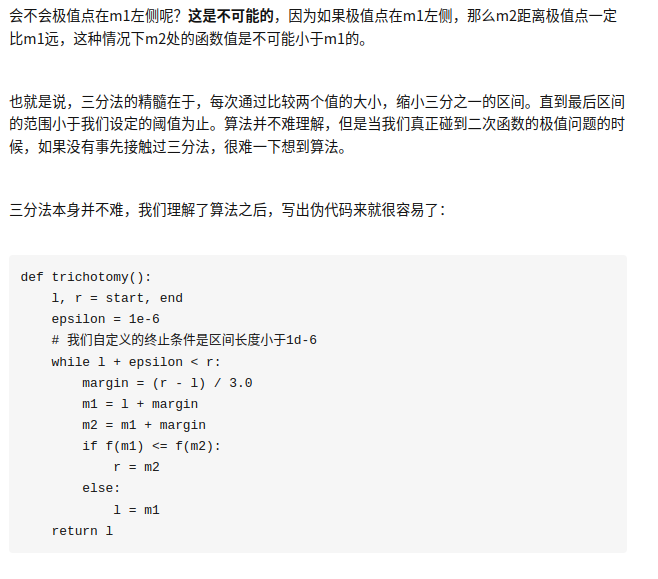 会不会极值点在m1左侧呢？这是不可能的，因为如果极值点在m1左侧，那么m2距离极值点一定
比m1远，这种情况下m2处的函数值是不可能小于m1的。
也就是说，三分法的精髓在于，每次通过比较两个值的大小，缩小三分之一的区间。直到最后区间
的范围小于我们设定的阈值为止。算法并不难理解，但是当我们真正碰到二次函数的极值问题的时
候，如果没有事先接触过三分法，很难一下想到算法。
三分法本身并不难，我们理解了算法之后，写出伪代码来就很容易了：
def trichotomy():
    l, r = start, end
    epsilon = 1e-6
    # 我们自定义的终止条件是区间长度小于1d-6
    while l + epsilon < r:
        margin = (r - l) / 3.0
        m1 = l + margin
        m2 = m1 + margin
        if f(m1) <= f(m2):
            r = m2
        else:
            l = m1
    return l